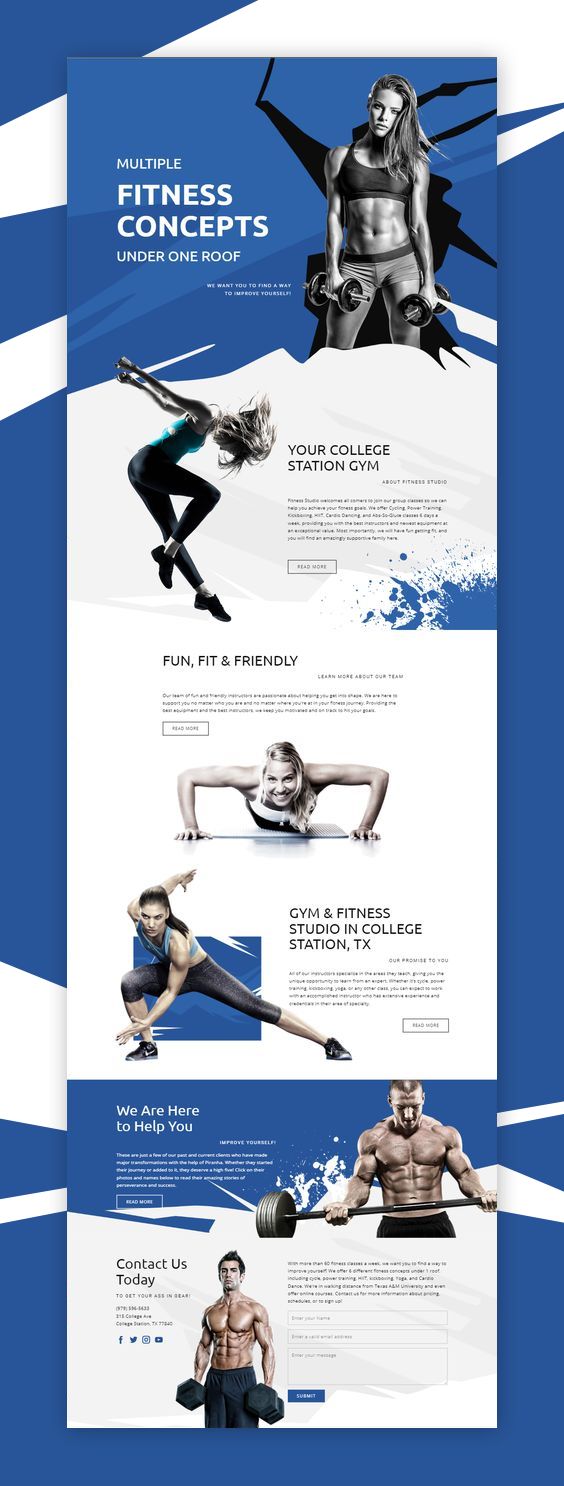 MULTIPLE
FITNESS
CONCEPTS
UNDER ONE ROOF
WE WANT YOU TO FIND A WAY
TO IMPROVE YOURSELF!
YOUR COLLEGE
STATION GYM
ABOUT FITNESS STUDIO
Fitness Studio welcomes all comers to join our group classes so we can
help you achieve your fitness goals. We offer Cycling, Power Training,
Kickboxing, HIIT, Cardio Dancing, and Abs-So-Glute classes 6 days a
week, providing you with the best instructors and newest equipment at
an exceptional value. Most importantly, we will have fun getting fit, and
you will find an amazingly supportive family here.
READ MORE
FUN, FIT & FRIENDLY
LEARN MORE ABOUT OUR TEAM
Our team of fun and friendly instructors are passionate about helping you get into shape. We are here to
support you no matter who you are and no matter where you're at in your fitness journey. Providing the
best equipment and the best instructors, we keep you motivated and on track to hit your goals.
READ MORE
GYM & FITNESS
STUDIO IN COLLEGE
STATION, TX
OUR PROMISE TO YOU
All of our instructors specialise in the areas they teach, giving you the
unique opportunity to learn from an expert. Whether it's cycle, power
training, kickboxing, yoga, or any other class, you can expect to work
with an accomplished instructor who has extensive experience and
credentials in their area of specialty.
READ MORE
We Are Here
to Help You
IMPROVE YOURSELF!
These are just a few of our past and current clients who have made
major transformations with the help of Piranha. Whether they started
their journey or added to it, they deserve a high five! Click on their
photos and names below to read their amazing stories of
perseverance and success.
READ MORE
Contact Us
Today
TO GET YOUR ASS IN GEAR!
(979) 596-5633
315 College Ave
College Station, TX 77840
With more than 60 fitness classes a week, we want you to find a way to
improve yourself! We offer 6 different fitness concepts under 1 roof,
including cycle, power training, HIIT, kickboxing, Yoga, and Cardio
Dance. We're in walking distance from Texas A&M University and even
offer online courses. Contact us for more information about pricing,
schedules, or to sign up!
Enter your Name
Enter a valid email address
Enter your message
SUBMIT